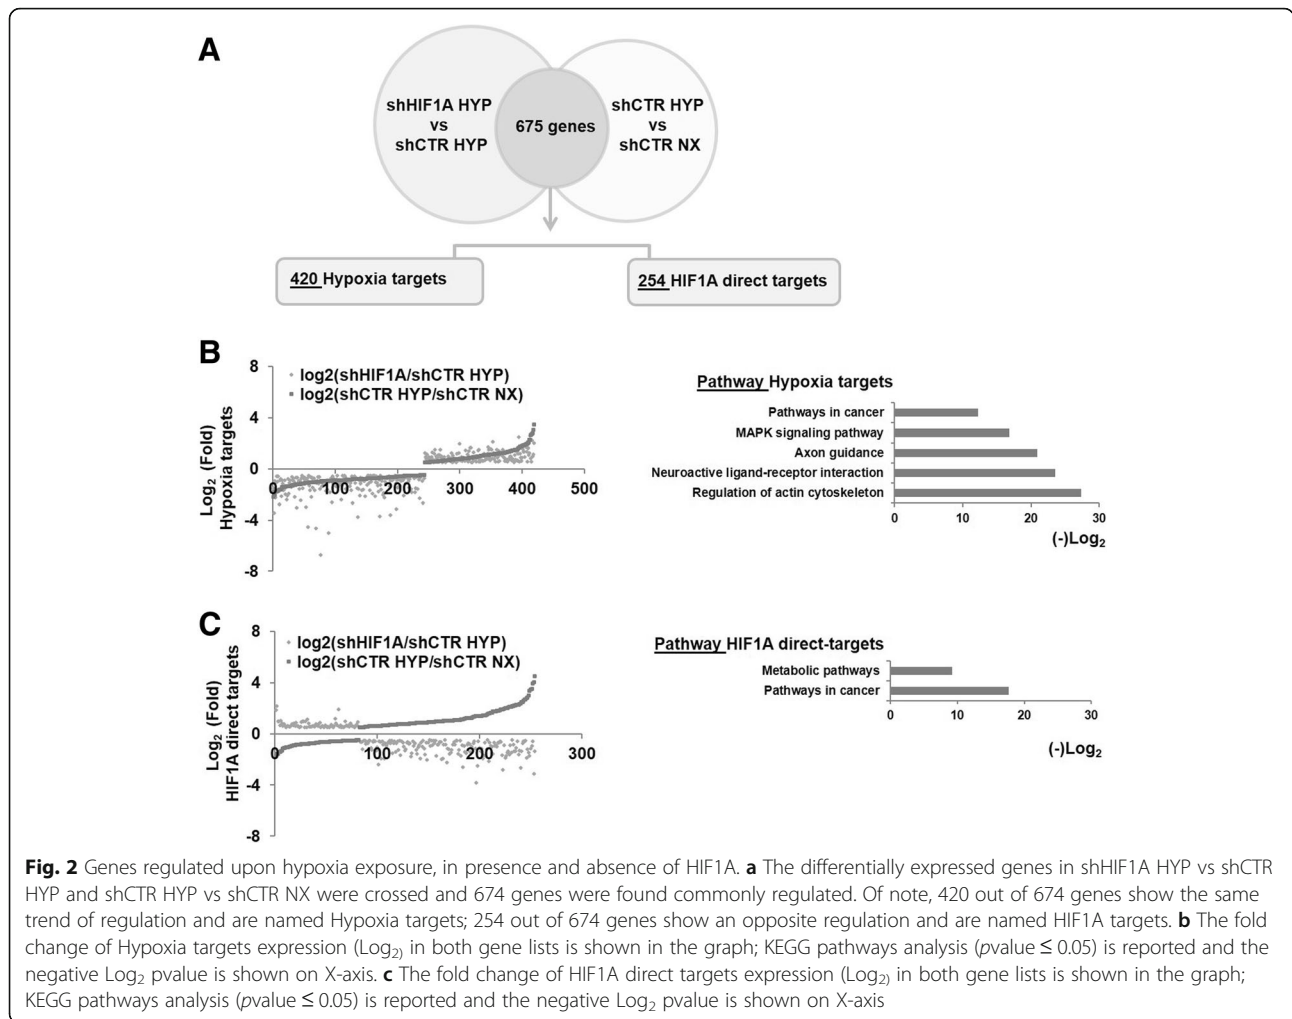 A
shHIF1A HYP
vs
shCTR HYP
675 genes
shCTR HYP
vs
shCTR NX
420 Hypoxia targets
254 HIF1A direct targets
B
Log2 (Fold)
Hypoxia targets
8
4
0
-4
-8
log2(shHIF1A/shCTR HYP)
log2(shCTR HYP/shCTR NX)
0 100 200 300 400 500
Pathway Hypoxia targets
Pathways in cancer
MAPK signaling pathway
Axon guidance
Neuroactive ligand-receptor interaction
Regulation of actin cytoskeleton
0 10 20 30
(-)Log2
C
Log2 (Fold)
HIF1A direct targets
8
4
0
-4
-8
log2(shHIF1A/shCTR HYP)
log2(shCTR HYP/shCTR NX)
0 100 200 300
Pathway HIF1A direct-targets
Metabolic pathways
Pathways in cancer
0 10 20 30
(-)Log2
Fig. 2 Genes regulated upon hypoxia exposure, in presence and absence of HIF1A. a The differentially expressed genes in shHIF1A HYP vs shCTR
HYP and shCTR HYP vs shCTR NX were crossed and 674 genes were found commonly regulated. Of note, 420 out of 674 genes show the same
trend of regulation and are named Hypoxia targets; 254 out of 674 genes show an opposite regulation and are named HIF1A targets. b The fold
change of Hypoxia targets expression (Log2) in both gene lists is shown in the graph; KEGG pathways analysis (pvalue ≤ 0.05) is reported and the
negative Log2 pvalue is shown on X-axis. c The fold change of HIF1A direct targets expression (Log2) in both gene lists is shown in the graph;
KEGG pathways analysis (pvalue ≤ 0.05) is reported and the negative Log2 pvalue is shown on X-axis